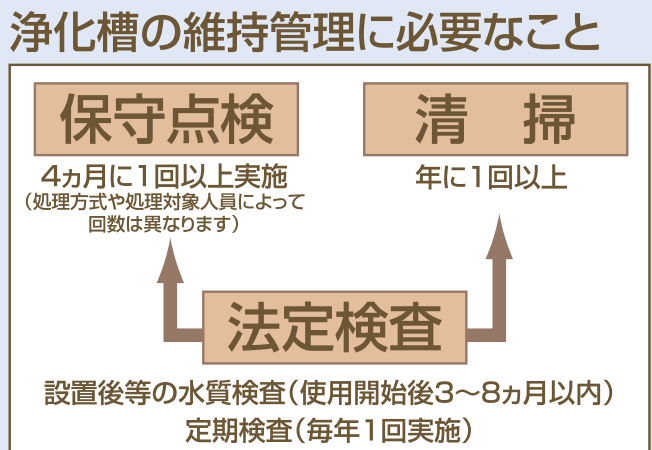 浄化槽の維持管理に必要なこと
保守点検
清　掃
4ヵ月に1回以上実施
（処理方式や処理対象人員によって
回数は異なります）
年に1回以上
法定検査
設置後等の水質検査（使用開始後3～8ヵ月以内）
定期検査（毎年1回実施）